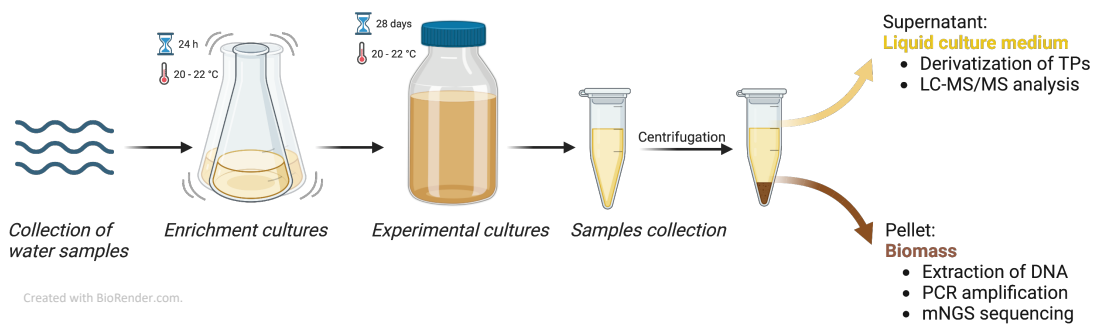 24 h
20 - 22 °C
28 days
20 - 22 °C
Collection of
water samples
Enrichment cultures
Experimental cultures
Samples collection
Centrifugation
Supernatant:
Liquid culture medium
• Derivatization of TPs
• LC-MS/MS analysis
Pellet:
Biomass
• Extraction of DNA
• PCR amplification
• mNGS sequencing
Created with BioRender.com.